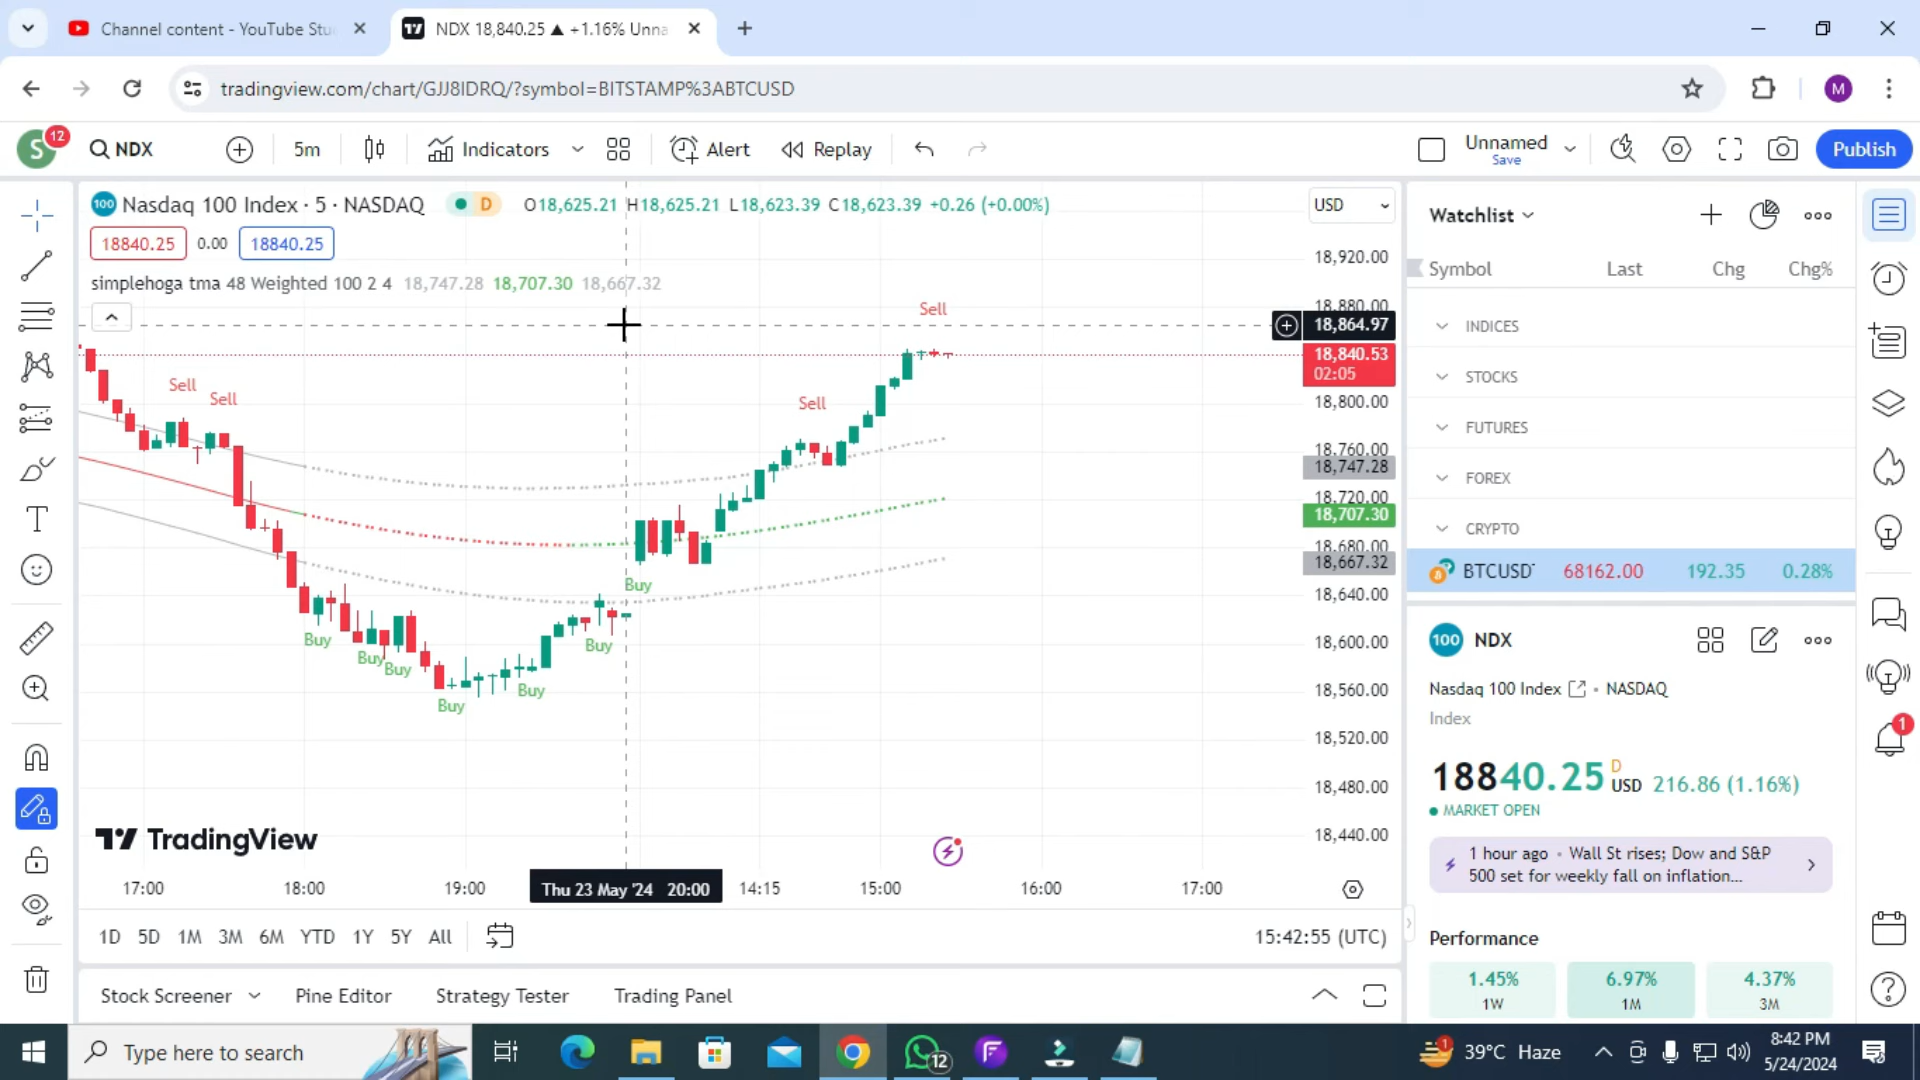 Channel content - YouTube Stu
NDX 18,840.25 ▲ +1.16% Unna
tradingview.com/chart/GJJ8IDRQ/?symbol=BITSTAMP%3ABTCUSD
M
S
12
NDX
5m
Indicators
Alert
Replay
Unnamed
Save
Publish
100 Nasdaq 100 Index · 5 · NASDAQ D O18,625.21 H18,625.21 L18,623.39 C18,623.39 +0.26 (+0.00%)
18840.25 0.00 18840.25
simplehoga tma 48 Weighted 100 2 4 18,747.28 18,707.30 18,667.32
USD
18,920.00
18,880.00
18,864.97
18,840.53
02:05
18,800.00
18,760.00
18,747.28
18,720.00
18,707.30
18,680.00
18,667.32
18,640.00
18,600.00
18,560.00
18,520.00
18,480.00
18,440.00
Sell
Sell
Sell
Sell
Buy
Buy
Buy
Buy
Buy
Buy
Buy
TradingView
17:00 18:00 19:00 Thu 23 May '24 20:00 14:15 15:00 16:00 17:00
1D 5D 1M 3M 6M YTD 1Y 5Y All
15:42:55 (UTC)
Stock Screener Pine Editor Strategy Tester Trading Panel
Watchlist
Symbol Last Chg Chg%
INDICES
STOCKS
FUTURES
FOREX
CRYPTO
BTCUSD 68162.00 192.35 0.28%
100 NDX
Nasdaq 100 Index • NASDAQ
Index
18840.25 D USD 216.86 (1.16%)
MARKET OPEN
1 hour ago • Wall St rises; Dow and S&P
500 set for weekly fall on inflation...
Performance
1.45% 6.97% 4.37%
1W 1M 3M
1
Type here to search
12
1
39°C Haze
8:42 PM
5/24/2024